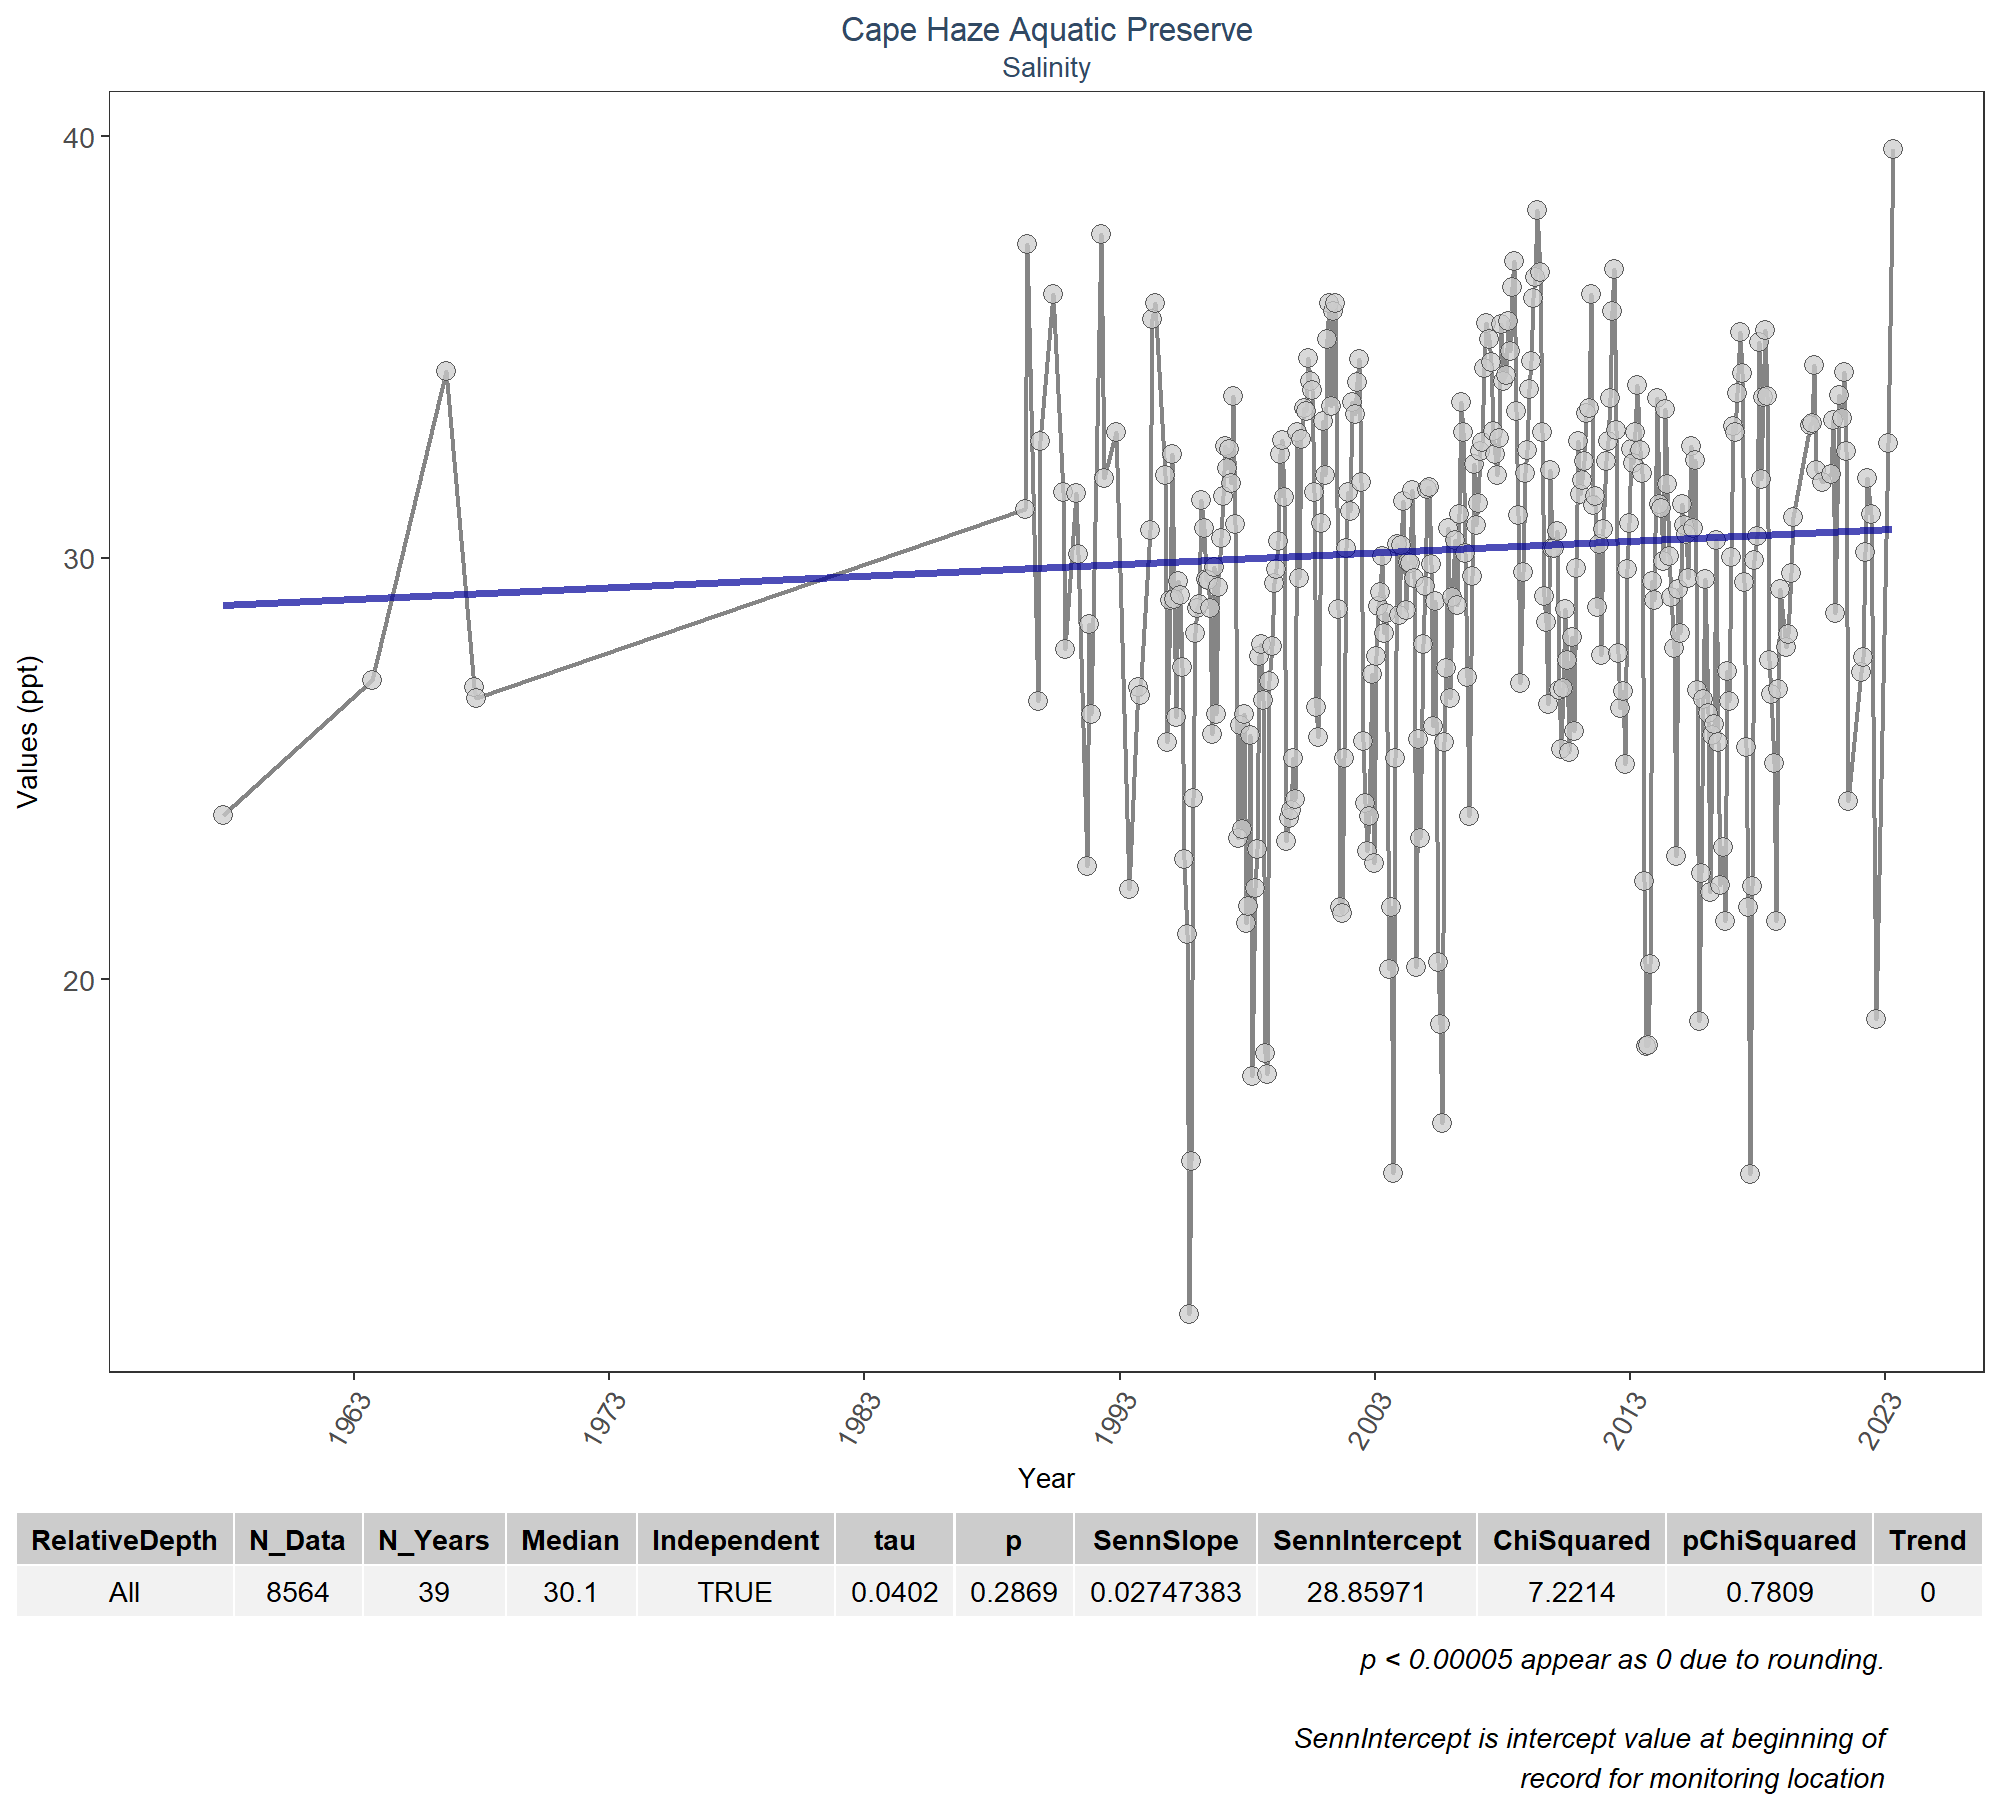 Cape Haze Aquatic Preserve
Salinity
40
30
20
Values (ppt)
1963
1973
1983
1993
2003
2013
2023
Year
RelativeDepth N_Data N_Years Median Independent tau p SennSlope SennIntercept ChiSquared pChiSquared Trend
All 8564 39 30.1 TRUE 0.0402 0.2869 0.02747383 28.85971 7.2214 0.7809 0
p < 0.00005 appear as 0 due to rounding.
SennIntercept is intercept value at beginning of
record for monitoring location